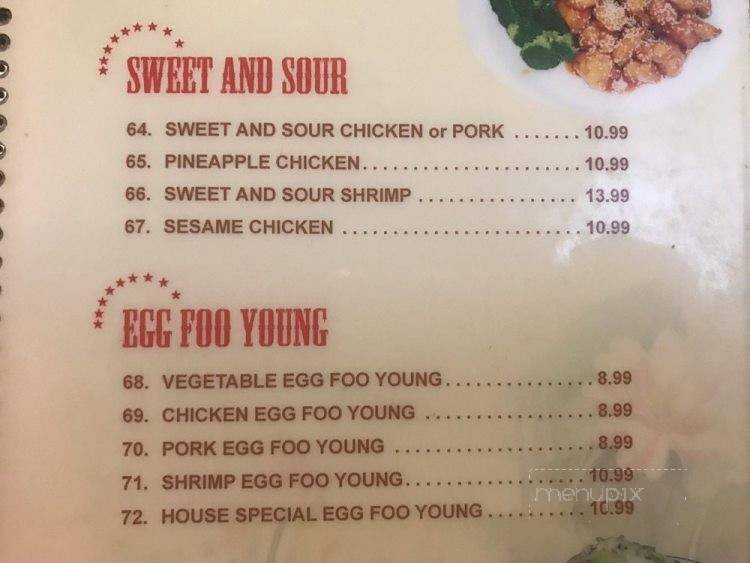 SWEET AND SOUR
64. SWEET AND SOUR CHICKEN or PORK ....... 10.99
65. PINEAPPLE CHICKEN....................... 10.99
66. SWEET AND SOUR SHRIMP ................. 13.99
67. SESAME CHICKEN ......................... 10.99
EGG FOO YOUNG
68. VEGETABLE EGG FOO YOUNG............... 8.99
69. CHICKEN EGG FOO YOUNG ................. 8.99
70. PORK EGG FOO YOUNG .................... 8.99
71. SHRIMP EGG FOO YOUNG................... 10.99
menupix
72. HOUSE SPECIAL EGG FOO YOUNG .......... 10.99